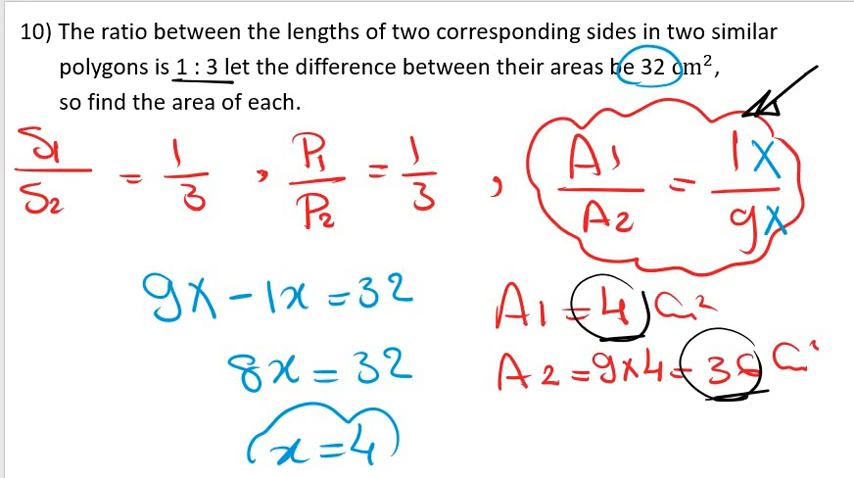 10) The ratio between the lengths of two corresponding sides in two similar
polygons is 1 : 3 let the difference between their areas be 32 cm²,
so find the area of each.
S1/S2 = 1/3 , P1/P2 = 1/3 , A1/A2 = 1x/9x
9x - 1x = 32
8x = 32
(x = 4)
A1 = 4 cm²
A2 = 9x4 = 36 c